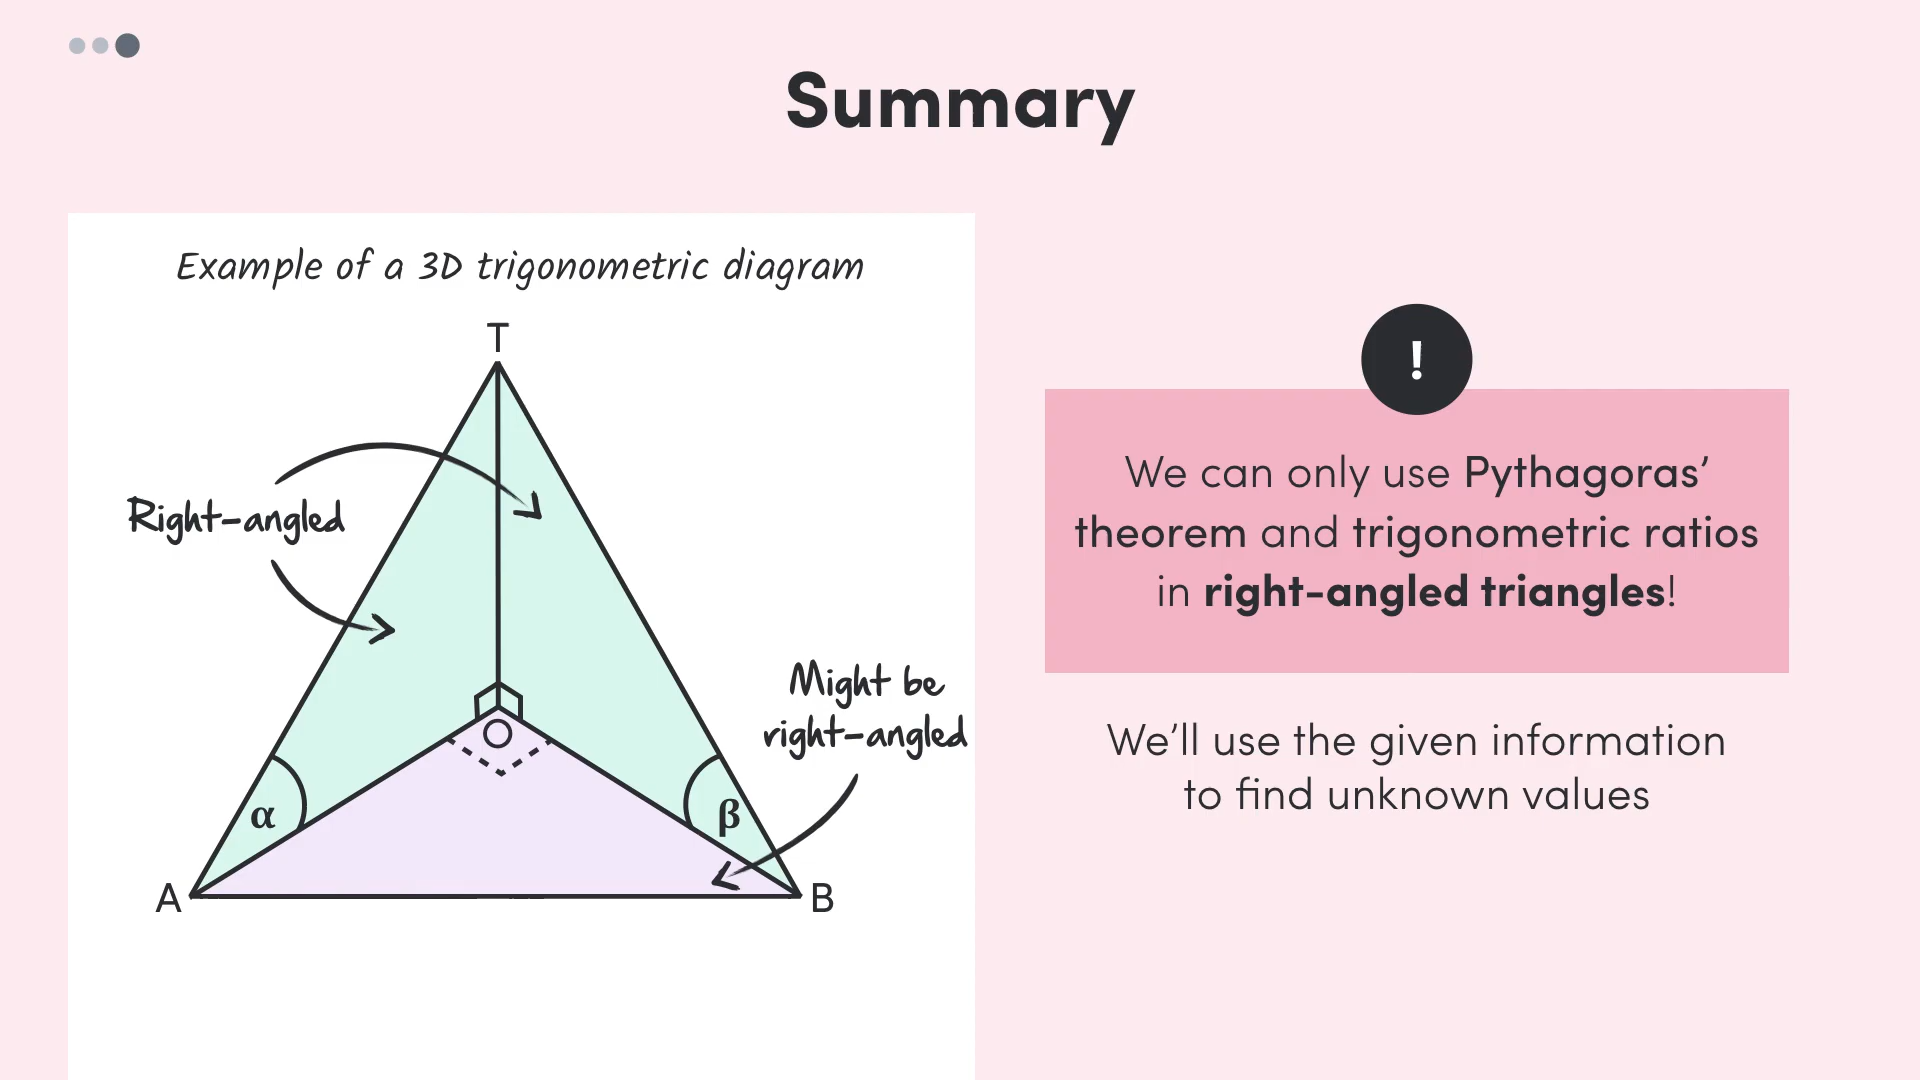 Summary
Example of a 3D trigonometric diagram
T
Right-angled
Might be
right-angled
O
α
β
A
B
!
We can only use Pythagoras’
theorem and trigonometric ratios
in right-angled triangles!
We’ll use the given information
to find unknown values